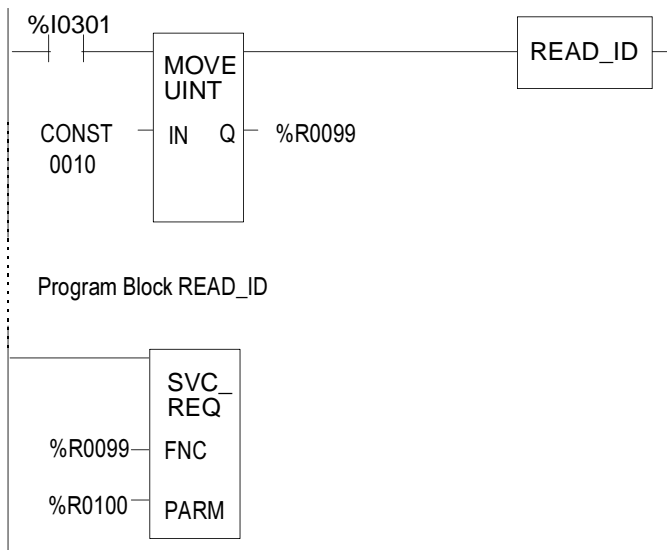 %I0301
MOVE
UINT
READ_ID
CONST
0010
IN Q
%R0099
Program Block READ_ID
SVC_
REQ
%R0099
FNC
%R0100
PARM